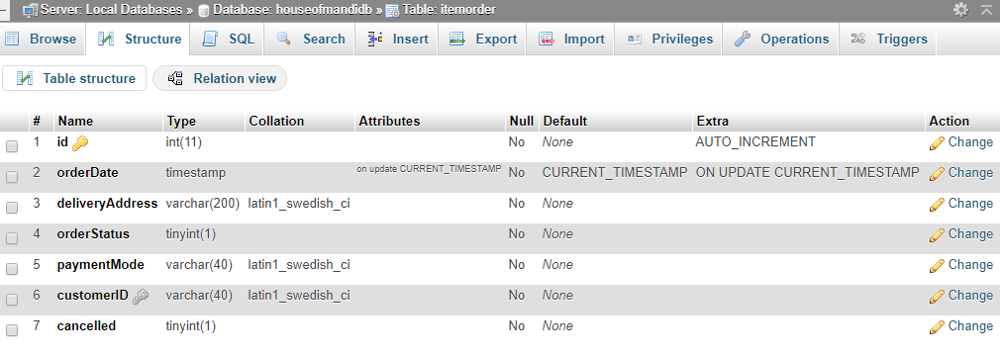 Server: Local Databases » Database: houseofmandidb » Table: itemorder
Browse Structure SQL Search Insert Export Import Privileges Operations Triggers
Table structure Relation view
# Name Type Collation Attributes Null Default Extra Action
1 id int(11) No None AUTO_INCREMENT Change
2 orderDate timestamp on update CURRENT_TIMESTAMP No CURRENT_TIMESTAMP ON UPDATE CURRENT_TIMESTAMP Change
3 deliveryAddress varchar(200) latin1_swedish_ci No None Change
4 orderStatus tinyint(1) No None Change
5 paymentMode varchar(40) latin1_swedish_ci No None Change
6 customerID varchar(40) latin1_swedish_ci No None Change
7 cancelled tinyint(1) No None Change